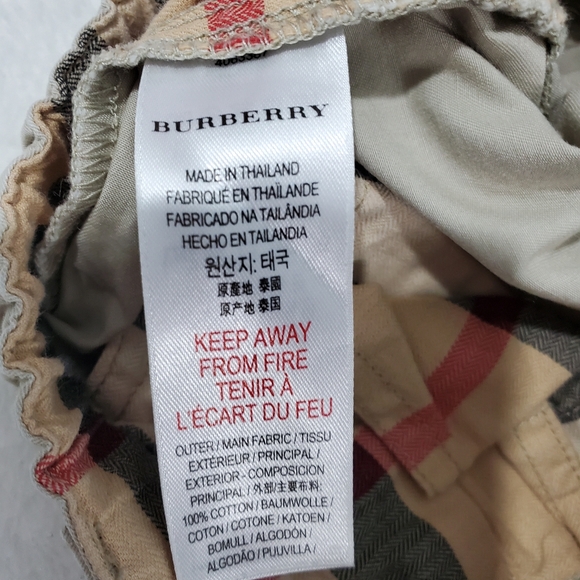 BURBERRY
MADE IN THAILAND
FABRIQUÉ EN THAÏLANDE
FABRICADO NA TAILÂNDIA
HECHO EN TAILANDIA
원산지: 태국
原產地 泰國
原产地 泰国
KEEP AWAY
FROM FIRE
TENIR À
L'ÉCART DU FEU
OUTER / MAIN FABRIC / TISSU
EXTÉRIEUR / PRINCIPAL /
EXTERIOR - COMPOSICIÓN
PRINCIPAL / 外部/主要布料:
100% COTTON / BAUMWOLLE /
COTON / COTONE / KATOEN /
BOMULL / ALGODÓN /
ALGODÃO / PUUVILLA /